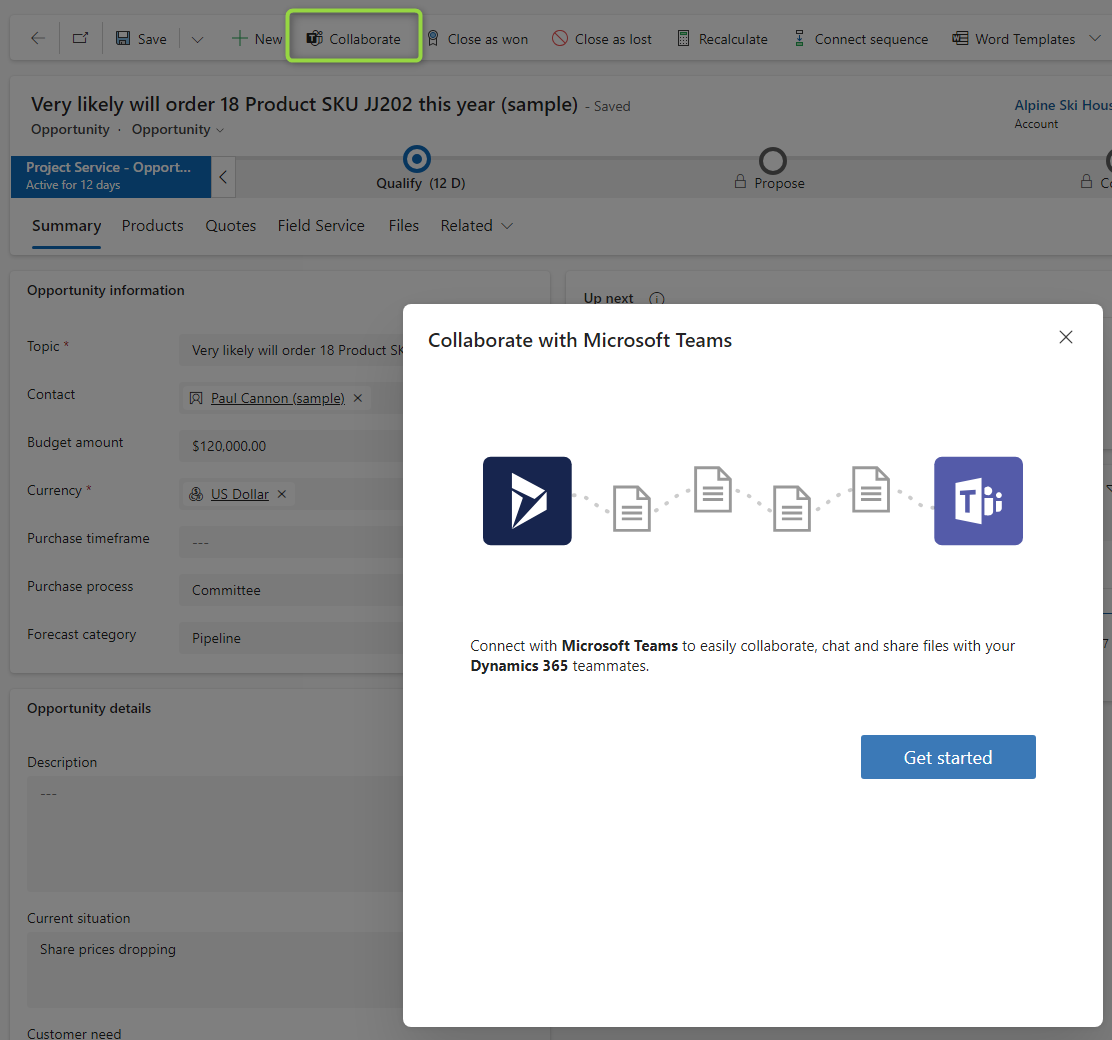 Save
New
Collaborate
Close as won
Close as lost
Recalculate
Connect sequence
Word Templates
Very likely will order 18 Product SKU JJ202 this year (sample) - Saved
Opportunity · Opportunity
Alpine Ski Hous
Account
Project Service - Opport...
Active for 12 days
Qualify (12 D)
Propose
Co
Summary
Products
Quotes
Field Service
Files
Related
Opportunity information
Up next
Topic *
Very likely will order 18 Product SK
Contact
Paul Cannon (sample)
Budget amount
$120,000.00
Currency *
US Dollar
Purchase timeframe
---
Purchase process
Committee
Forecast category
Pipeline
Opportunity details
Description
---
Current situation
Share prices dropping
Customer need
Collaborate with Microsoft Teams
Connect with Microsoft Teams to easily collaborate, chat and share files with your
Dynamics 365 teammates.
Get started